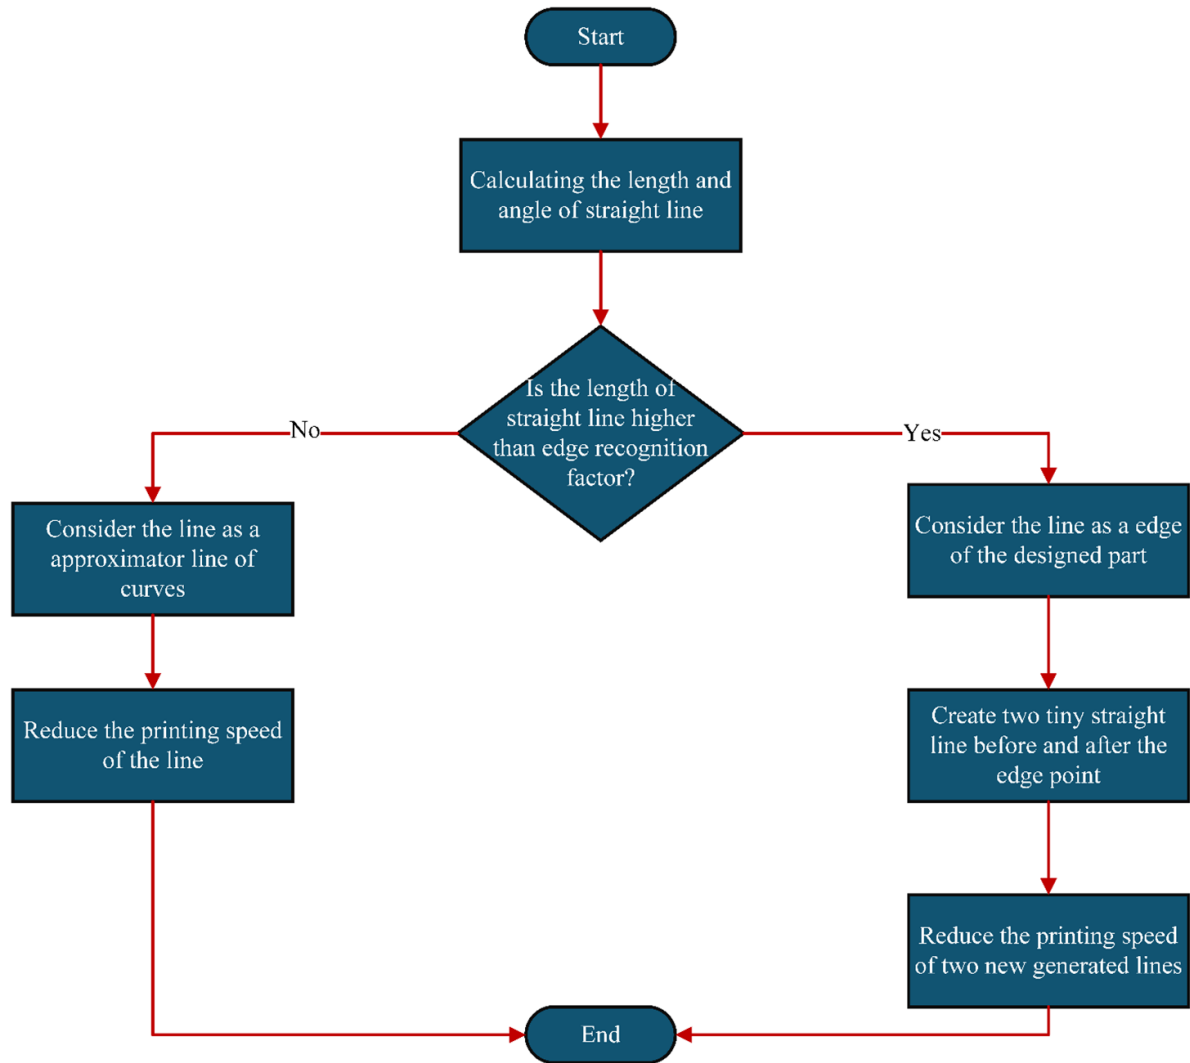 Start
Calculating the length and
angle of straight line
Is the length of
straight line higher
than edge recognition
factor?
No
Yes
Consider the line as a
approximator line of
curves
Consider the line as a edge
of the designed part
Reduce the printing speed
of the line
Create two tiny straight
line before and after the
edge point
Reduce the printing speed
of two new generated lines
End